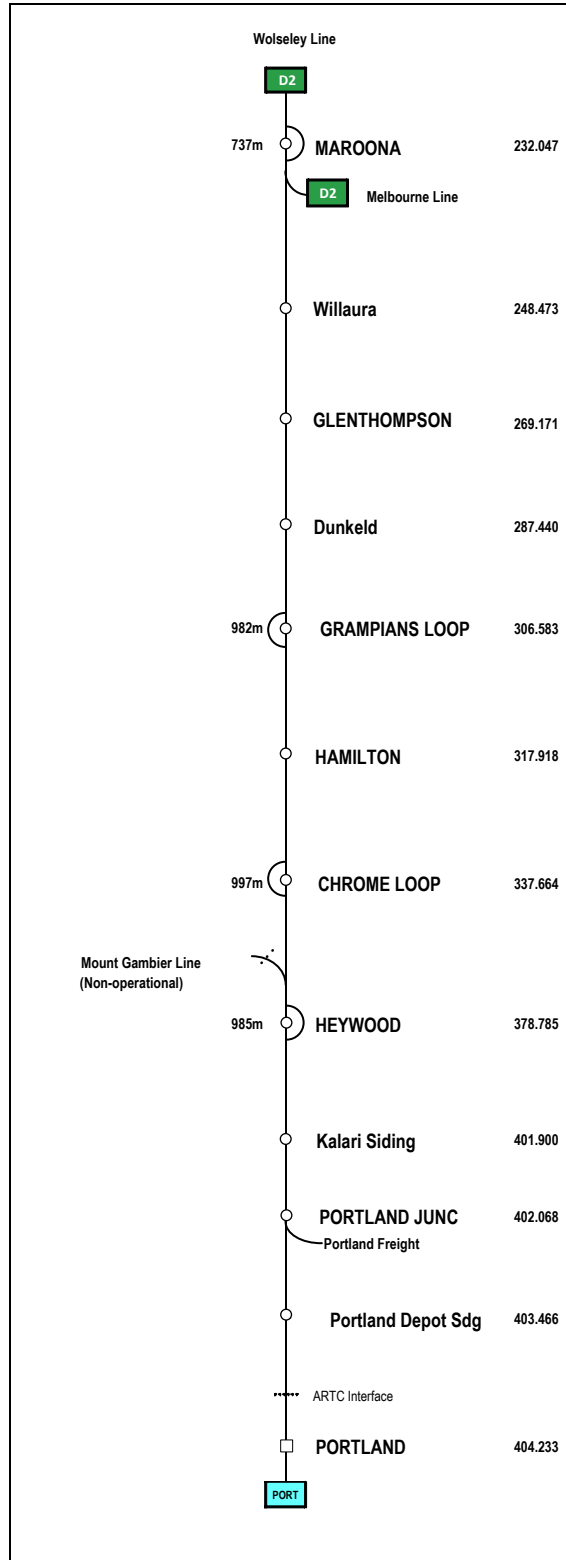 Wolseley Line
D2
737m MAROONA 232.047
D2 Melbourne Line
Willaura 248.473
GLENTHOMPSON 269.171
Dunkeld 287.440
982m GRAMPIANS LOOP 306.583
HAMILTON 317.918
997m CHROME LOOP 337.664
Mount Gambier Line
(Non-operational)
985m HEYWOOD 378.785
Kalari Siding 401.900
PORTLAND JUNC 402.068
Portland Freight
Portland Depot Sdg 403.466
ARTC Interface
PORTLAND 404.233
PORT